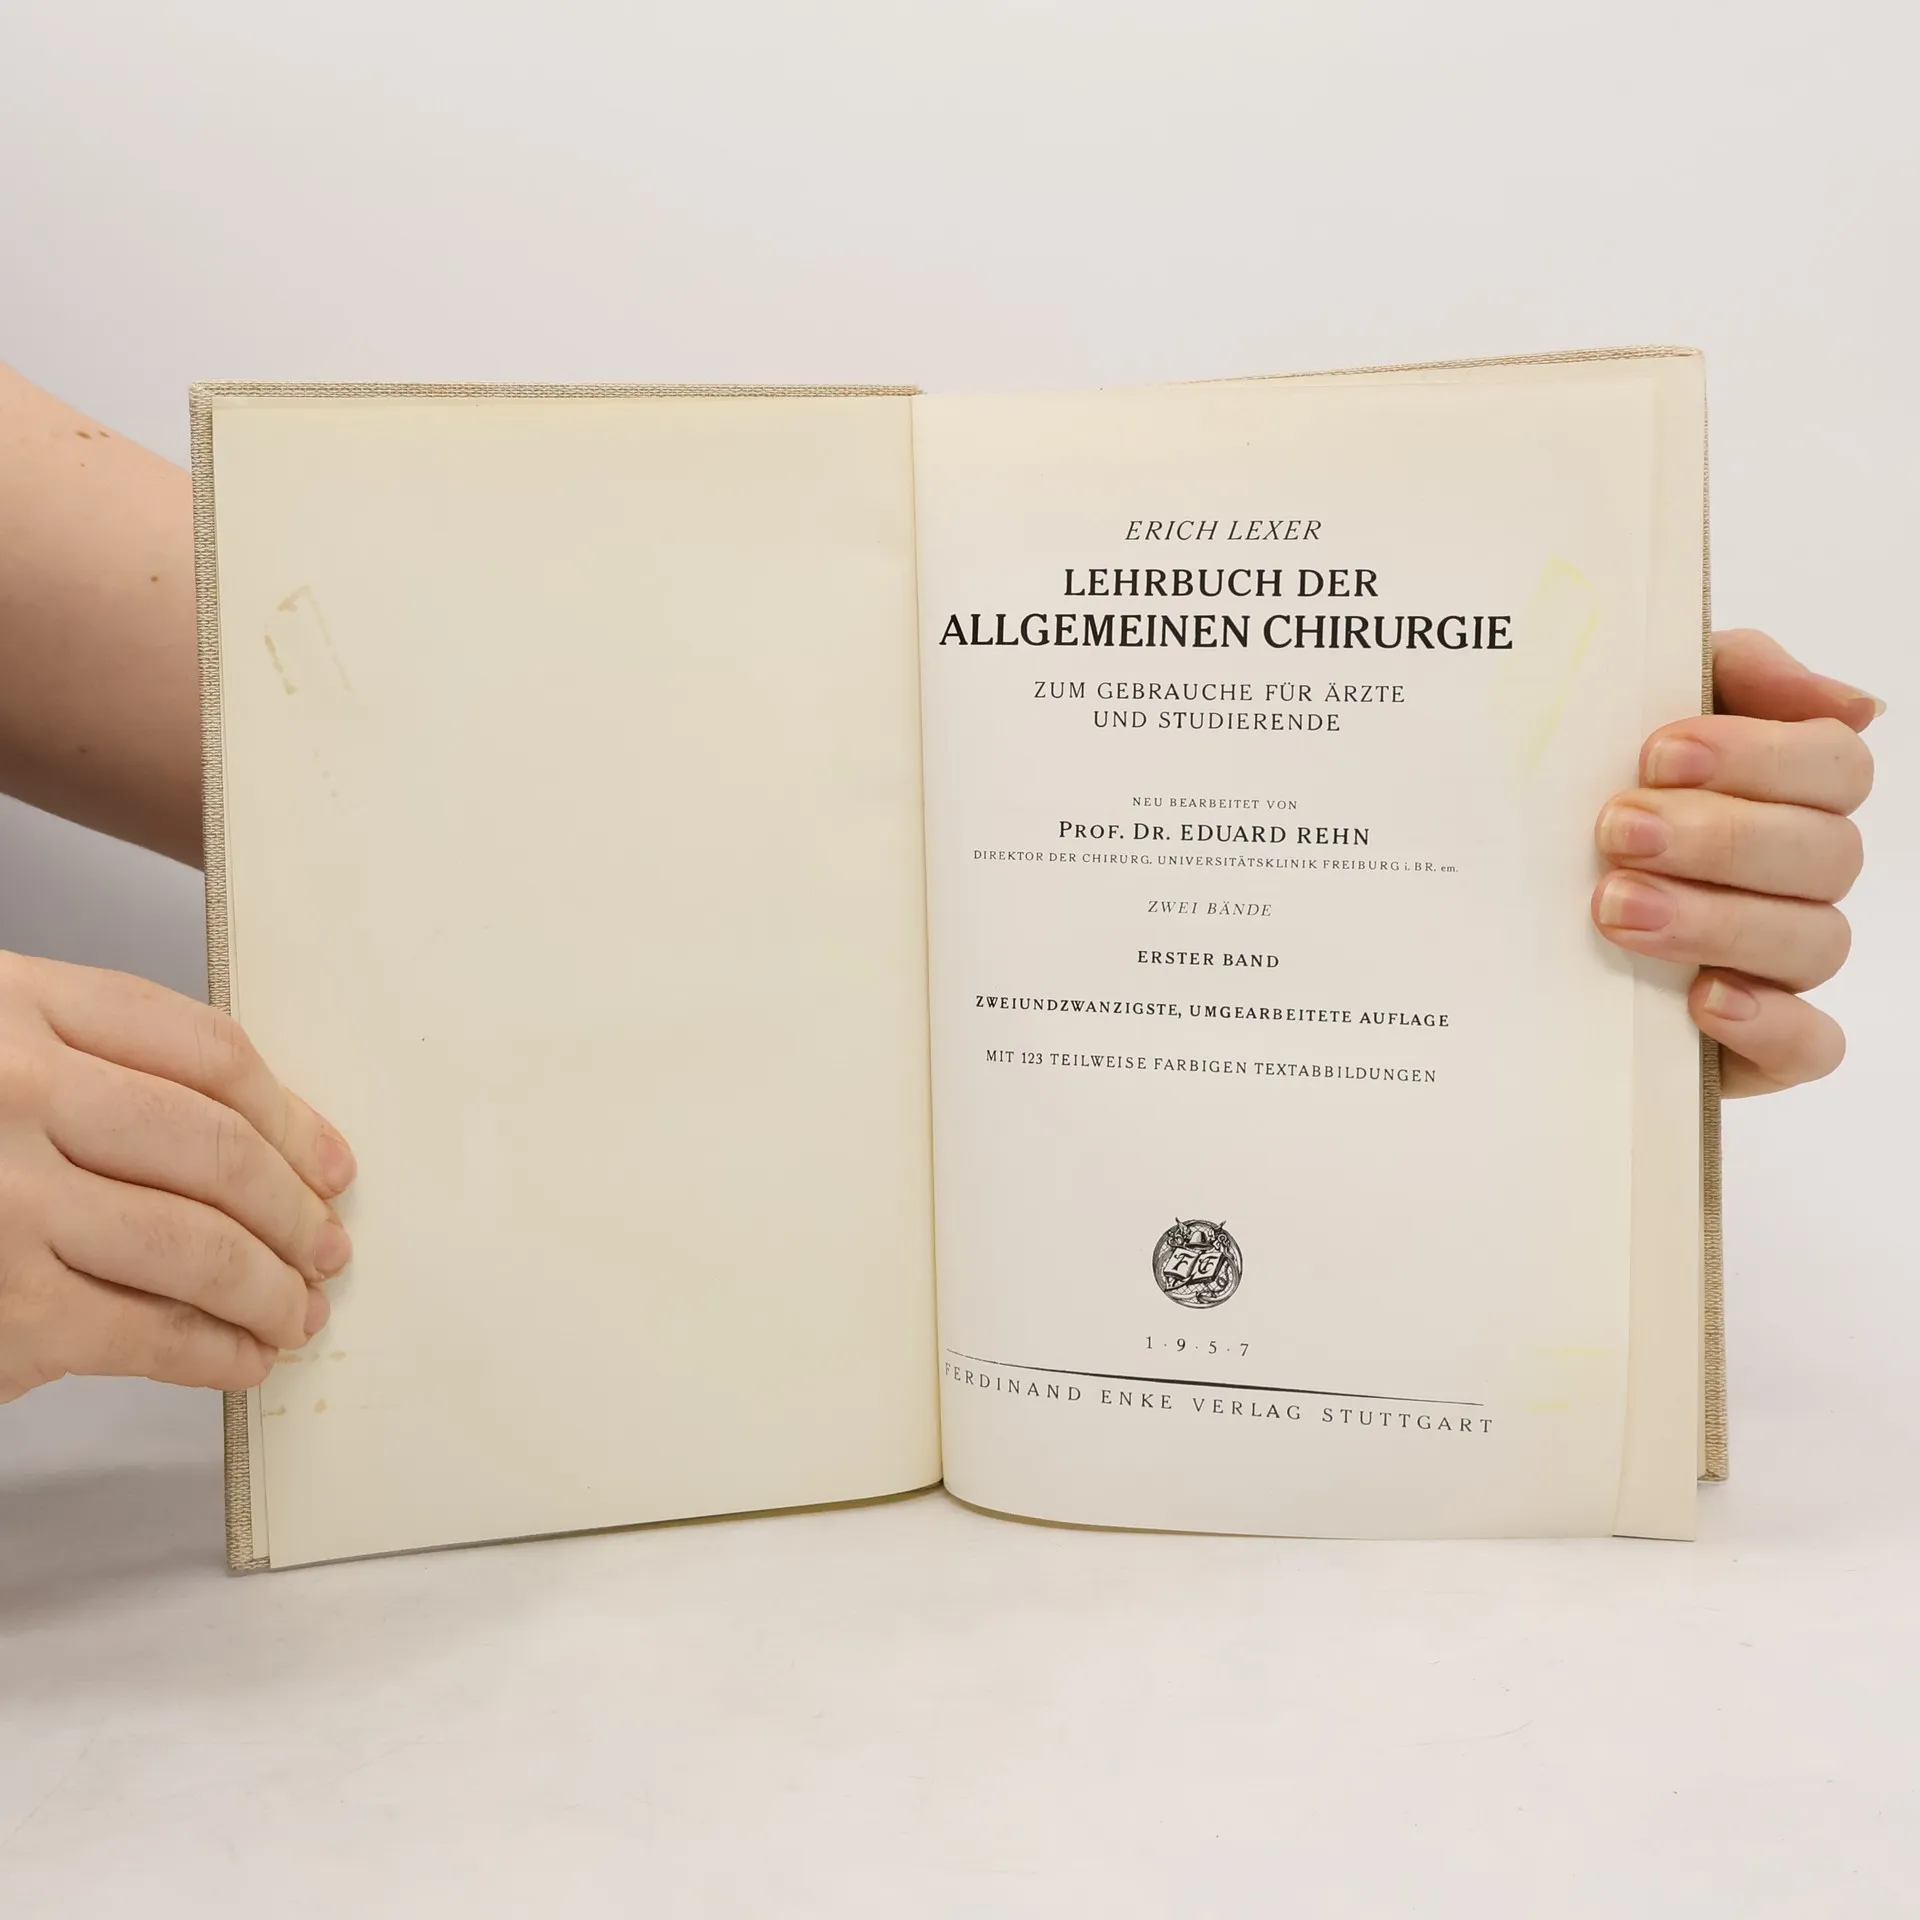 ERICH LEXER
LEHRBUCH DER
ALLGEMEINEN CHIRURGIE
ZUM GEBRAUCHE FÜR ÄRZTE
UND STUDIERENDE
NEU BEARBEITET VON
PROF. DR. EDUARD REHN
DIREKTOR DER CHIRURG. UNIVERSITÄTSKLINIK FREIBURG i. BR. em.
ZWEI BÄNDE
ERSTER BAND
ZWEIUNDZWANZIGSTE, UMGEARBEITETE AUFLAGE
MIT 123 TEILWEISE FARBIGEN TEXTABBILDUNGEN
F E
1 · 9 · 5 · 7
FERDINAND ENKE VERLAG STUTTGART